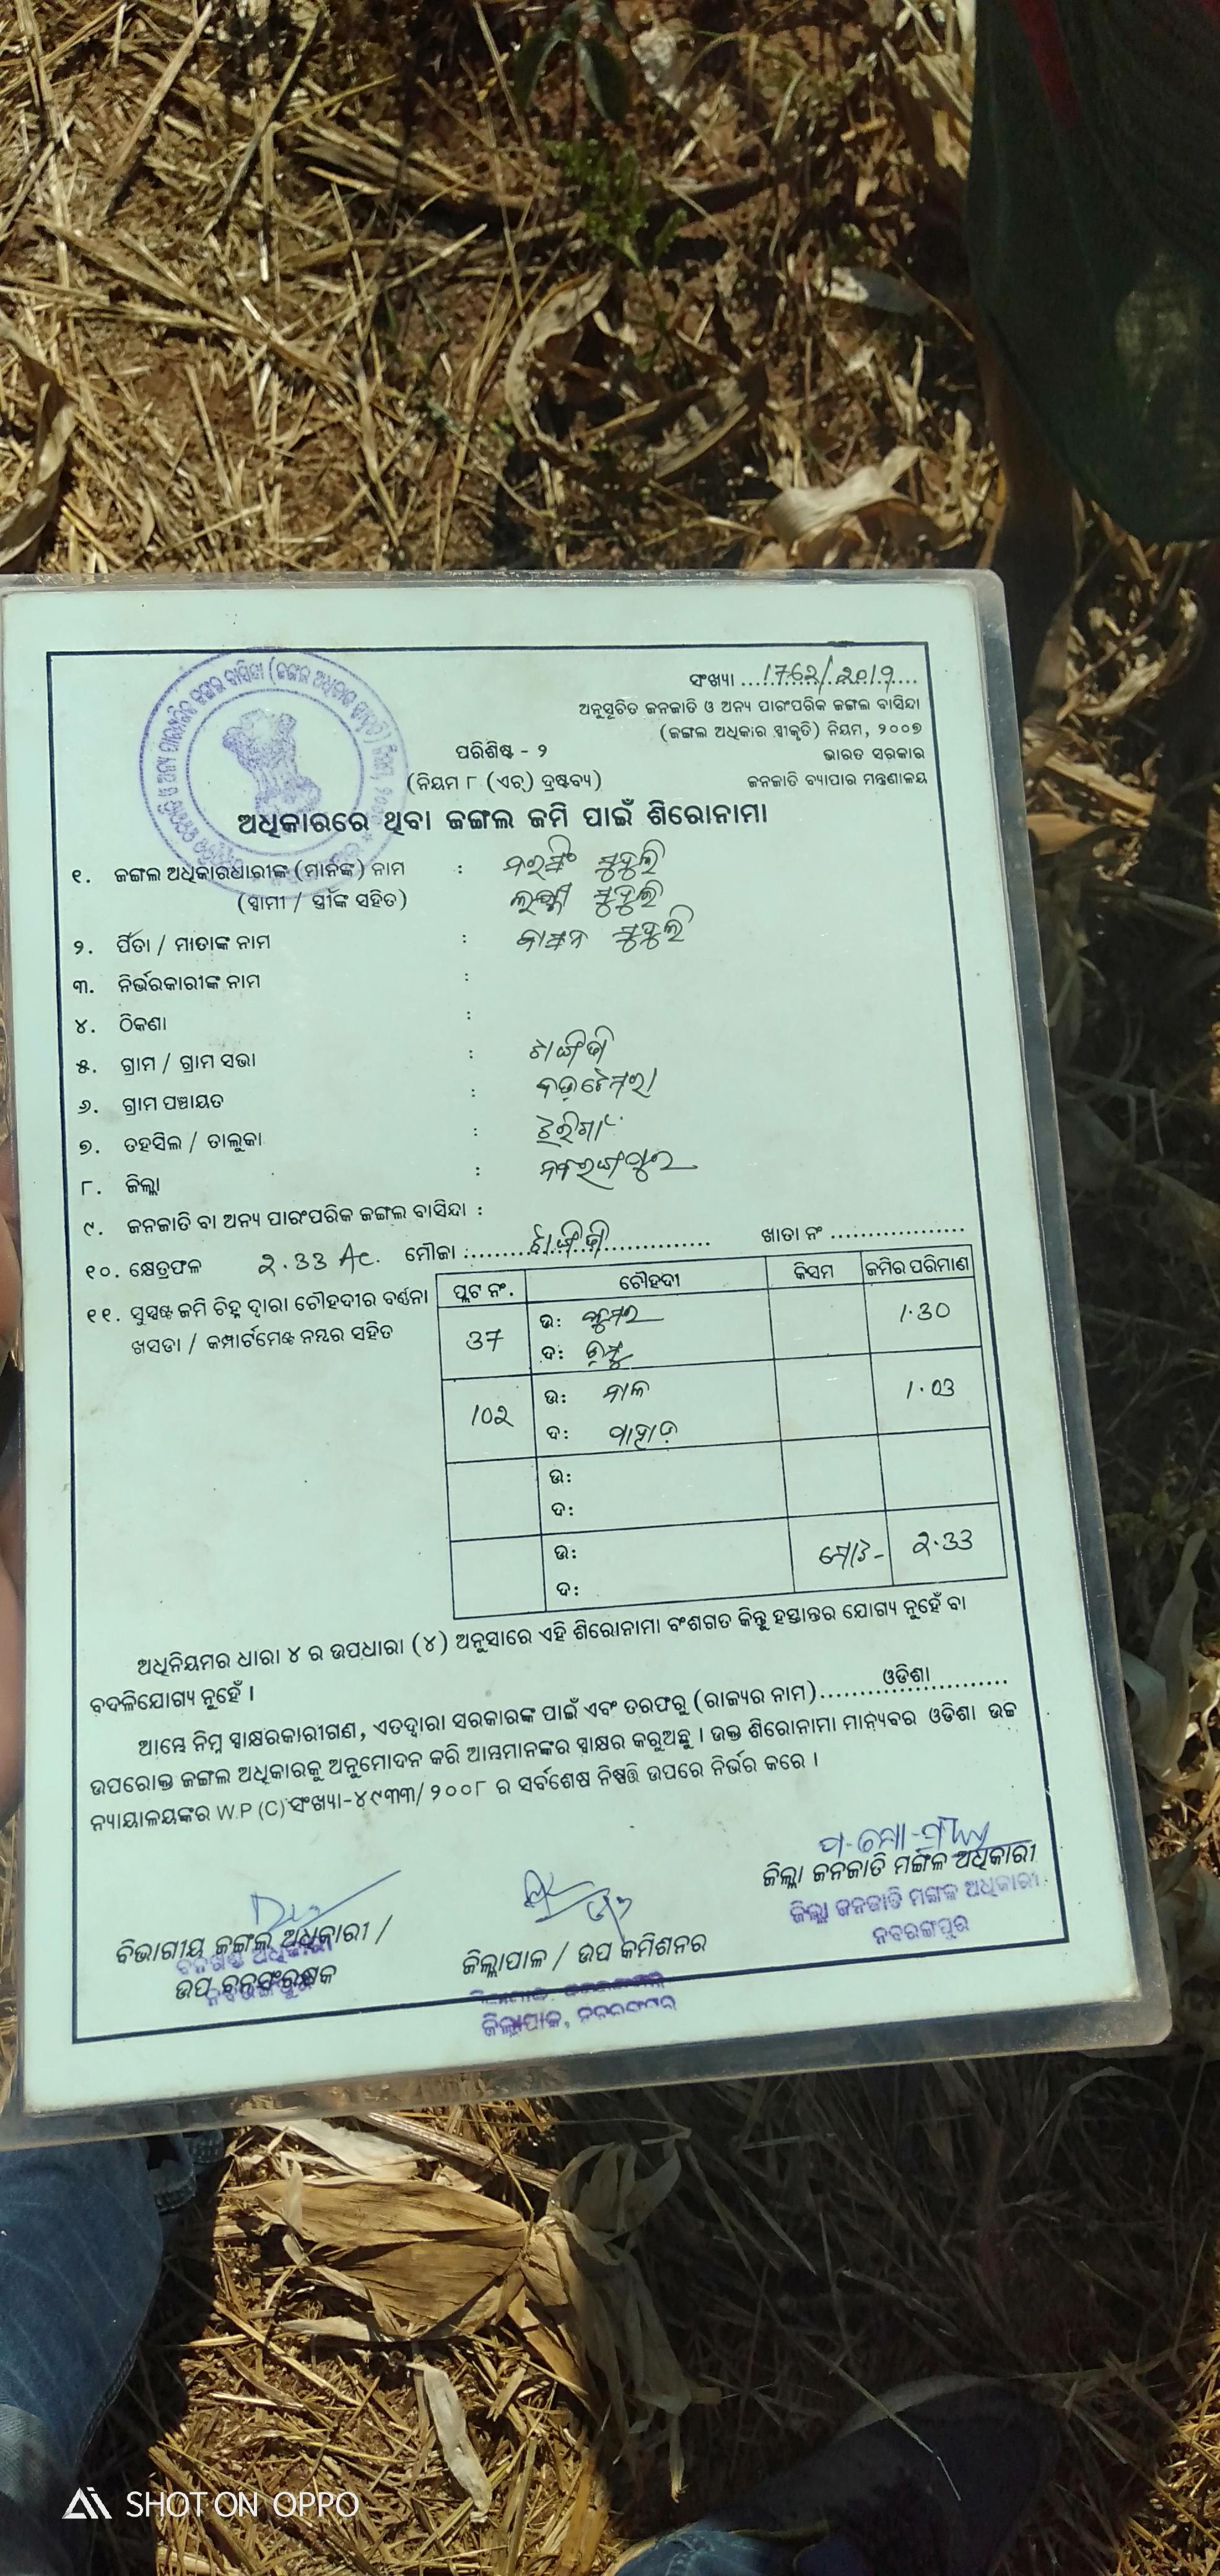 ସଂଖ୍ୟା ....1762/2019....
ଅନୁସୂଚିତ ଜନଜାତି ଓ ଅନ୍ୟ ପାରଂପରିକ ଜଙ୍ଗଲ ବାସିନ୍ଦା
(ଜଙ୍ଗଲ ଅଧିକାର ସ୍ୱୀକୃତି) ନିୟମ, ୨୦୦୭
ପରିଶିଷ୍ଟ - ୨
ଭାରତ ସରକାର
(ନିୟମ ୮ (ଏଚ୍) ଦ୍ରଷ୍ଟବ୍ୟ)
ଜନଜାତି ବ୍ୟାପାର ମନ୍ତ୍ରଣାଳୟ
ଅଧିକାରରେ ଥିବା ଜଙ୍ଗଲ ଜମି ପାଇଁ ଶିରୋନାମା
୧. ଜଙ୍ଗଲ ଅଧିକାରଧାରୀଙ୍କ (ମାନଙ୍କ) ନାମ :
(ସ୍ୱାମୀ / ସ୍ତ୍ରୀଙ୍କ ସହିତ)
୨. ପିତା / ମାତାଙ୍କ ନାମ :
୩. ନିର୍ଭରକାରୀଙ୍କ ନାମ :
୪. ଠିକଣା :
୫. ଗ୍ରାମ / ଗ୍ରାମ ସଭା :
୬. ଗ୍ରାମ ପଞ୍ଚାୟତ :
୭. ତହସିଲ / ତାଲୁକା :
୮. ଜିଲ୍ଲା : ନବରଙ୍ଗପୁର
୯. ଜନଜାତି ବା ଅନ୍ୟ ପାରଂପରିକ ଜଙ୍ଗଲ ବାସିନ୍ଦା :
୧୦. କ୍ଷେତ୍ରଫଳ 2.33 Ac. ମୌଜା :.................... ଖାତା ନଂ ..................
୧୧. ସୁସ୍ପଷ୍ଟ ଜମି ଚିହ୍ନ ଦ୍ୱାରା ଚୌହଦୀର ବର୍ଣ୍ଣନା
ଖସଡା / କମ୍ପାର୍ଟମେଣ୍ଟ ନମ୍ବର ସହିତ
ପ୍ଲଟ ନଂ. ଚୌହଦୀ କିସମ ଜମିର ପରିମାଣ
37 ଉ: 1.30
ଦ:
102 ଉ: ନାଳ 1.03
ଦ: ପାହାଡ଼
ଉ:
ଦ:
ଉ: ମୋଟ- 2.33
ଦ:
ଅଧିନିୟମର ଧାରା ୪ ର ଉପଧାରା (୪) ଅନୁସାରେ ଏହି ଶିରୋନାମା ବଂଶଗତ କିନ୍ତୁ ହସ୍ତାନ୍ତର ଯୋଗ୍ୟ ନୁହେଁ ବା
ବଦଳିଯୋଗ୍ୟ ନୁହେଁ ।
ଆମ୍ଭେ ନିମ୍ନ ସ୍ୱାକ୍ଷରକାରୀଗଣ, ଏତଦ୍ୱାରା ସରକାରଙ୍କ ପାଇଁ ଏବଂ ତରଫରୁ (ରାଜ୍ୟର ନାମ).......ଓଡିଶା.......
ଉପରୋକ୍ତ ଜଙ୍ଗଲ ଅଧିକାରକୁ ଅନୁମୋଦନ କରି ଆମ୍ଭମାନଙ୍କର ସ୍ୱାକ୍ଷର କରୁଅଛୁ । ଉକ୍ତ ଶିରୋନାମା ମାନ୍ୟବର ଓଡିଶା ଉଚ୍ଚ
ନ୍ୟାୟାଳୟଙ୍କର W.P (C) ସଂଖ୍ୟା-୪୯୩୩/ ୨୦୦୮ ର ସର୍ବଶେଷ ନିଷ୍ପତ୍ତି ଉପରେ ନିର୍ଭର କରେ ।
ଜିଲ୍ଲା ଜନଜାତି ମଙ୍ଗଳ ଅଧିକାରୀ
ଜିଲ୍ଲା ଜନଜାତି ମଙ୍ଗଳ ଅଧିକାରୀ
ନବରଙ୍ଗପୁର
ବିଭାଗୀୟ ଜଙ୍ଗଲ ଅଧିକାରୀ /
ଉପ ବନସଂରକ୍ଷକ
ଜିଲ୍ଲାପାଳ / ଉପ କମିଶନର
ଜିଲ୍ଲାପାଳ, ନବରଙ୍ଗପୁର
SHOT ON OPPO